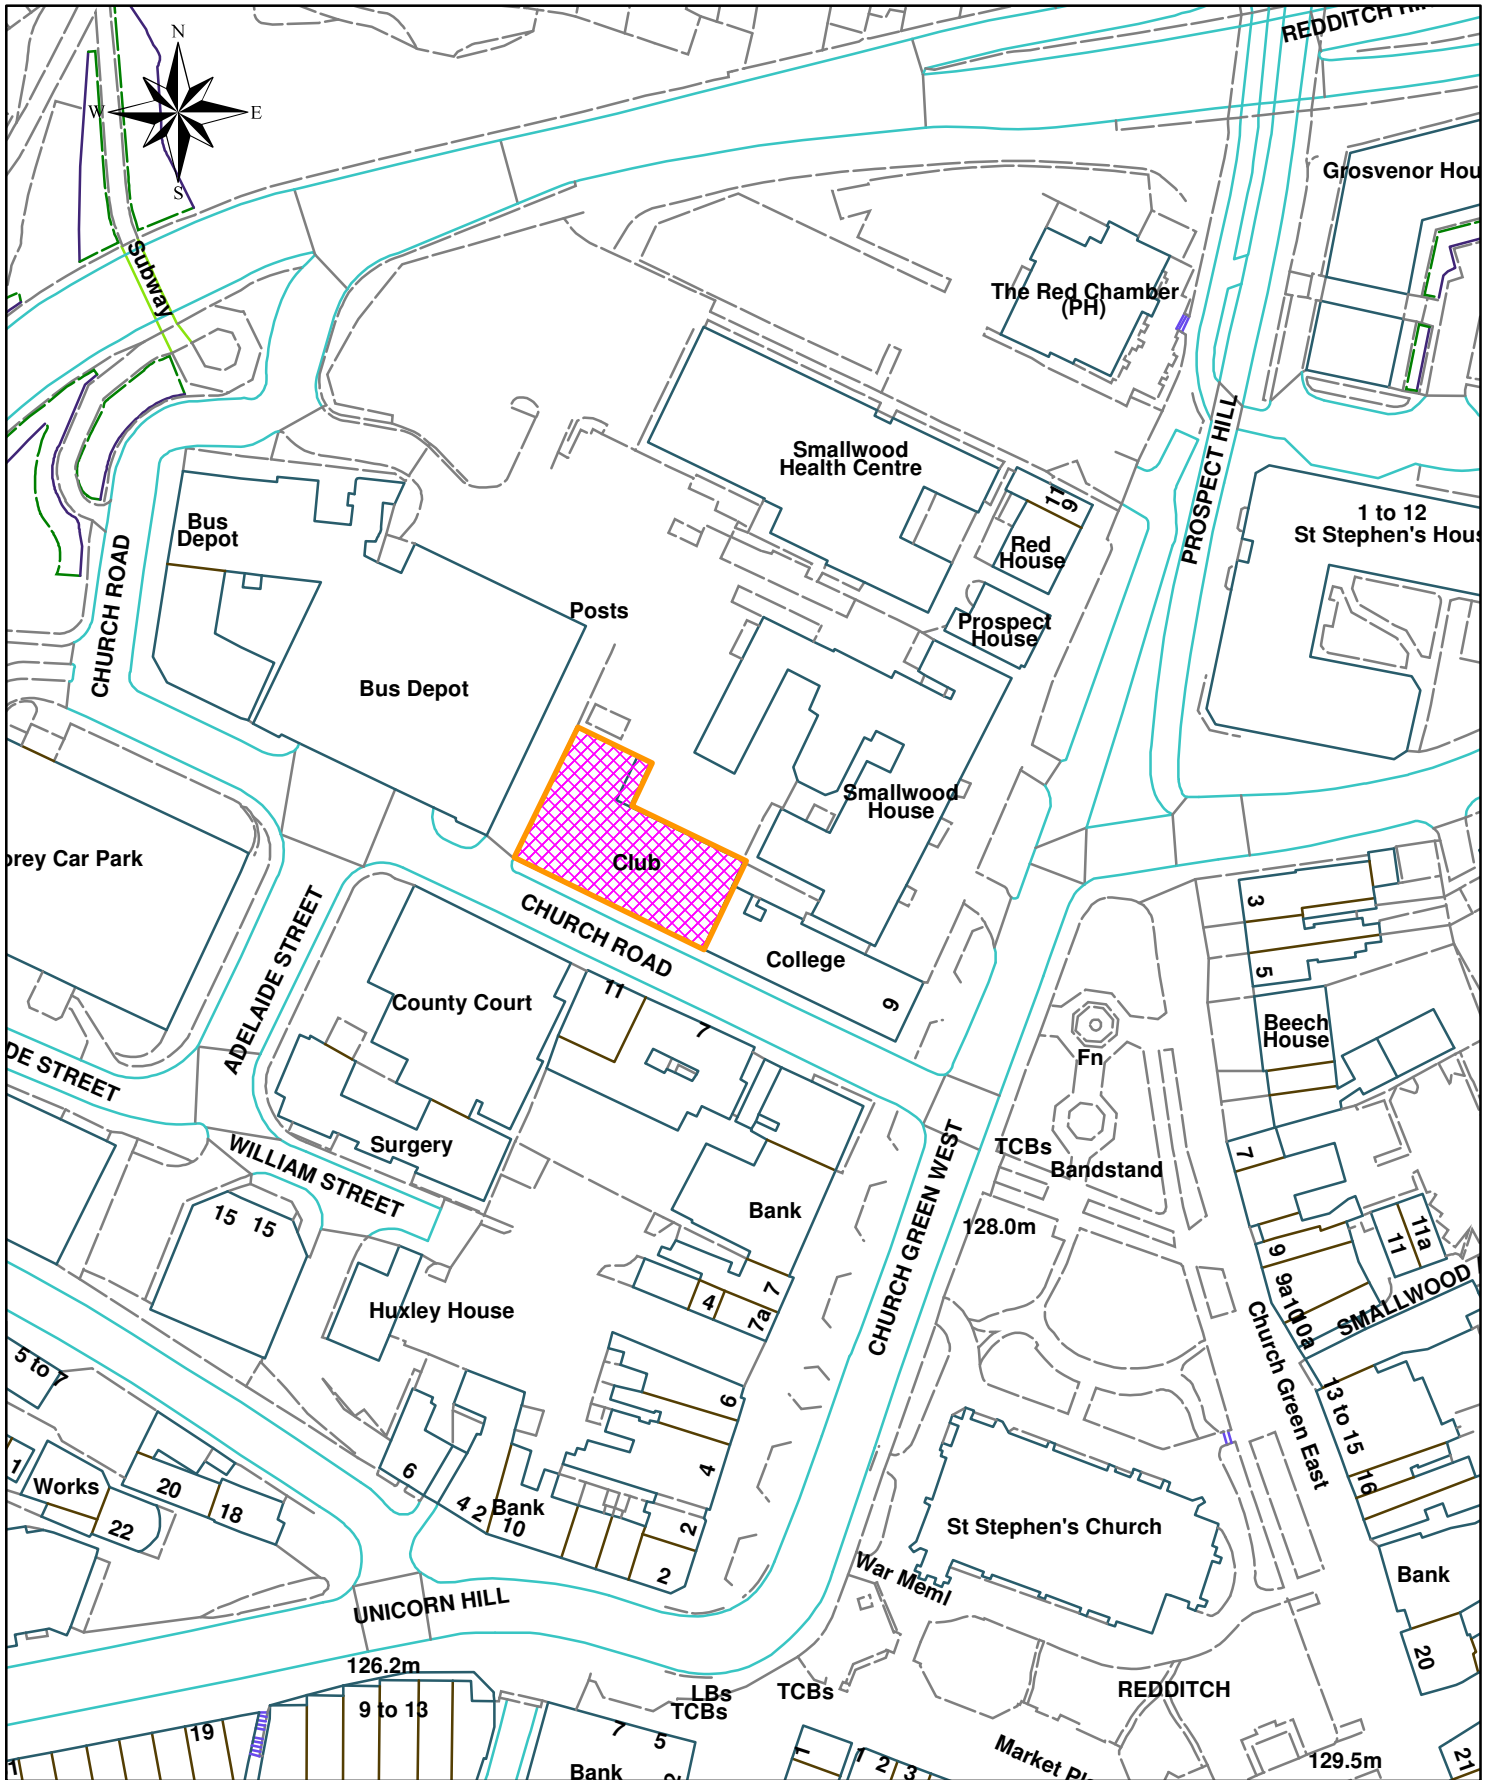 REDDITCH
N
W
E
S
Grosvenor Hou
Subway
The Red Chamber
(PH)
PROSPECT HILL
Smallwood
Health Centre
11
9
1 to 12
St Stephen's Hous
Bus
Depot
Red
House
CHURCH ROAD
Posts
Prospect
House
Bus Depot
Smallwood
House
orey Car Park
Club
3
CHURCH ROAD
ADELAIDE STREET
College
5
County Court
11
9
7
Beech
House
Fn
DE STREET
Surgery
WILLIAM STREET
CHURCH GREEN WEST
TCBs
Bandstand
7
15
15
Bank
128.0m
11
11a
9
9a
10
10a
SMALLWOOD
Huxley House
7
4
7a
Church Green East
5 to 7
6
13 to 15
4
16
1
Works
20
18
22
6
4
2
Bank
10
2
2
St Stephen's Church
War Meml
Bank
UNICORN HILL
126.2m
20
LBs
TCBs
TCBs
REDDITCH
9 to 13
19
7
5
Bank
1
1
2
3
129.5m
21